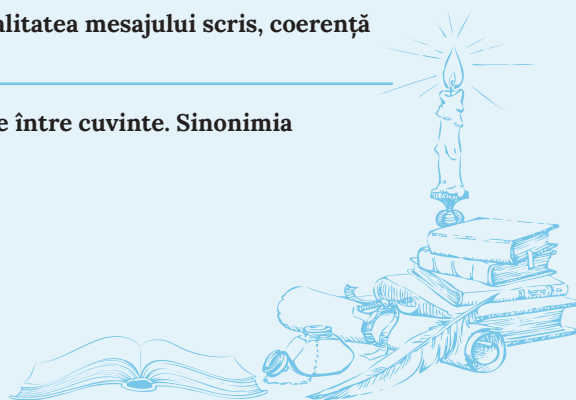 alitatea mesajului scris, coerență
e între cuvinte. Sinonimia